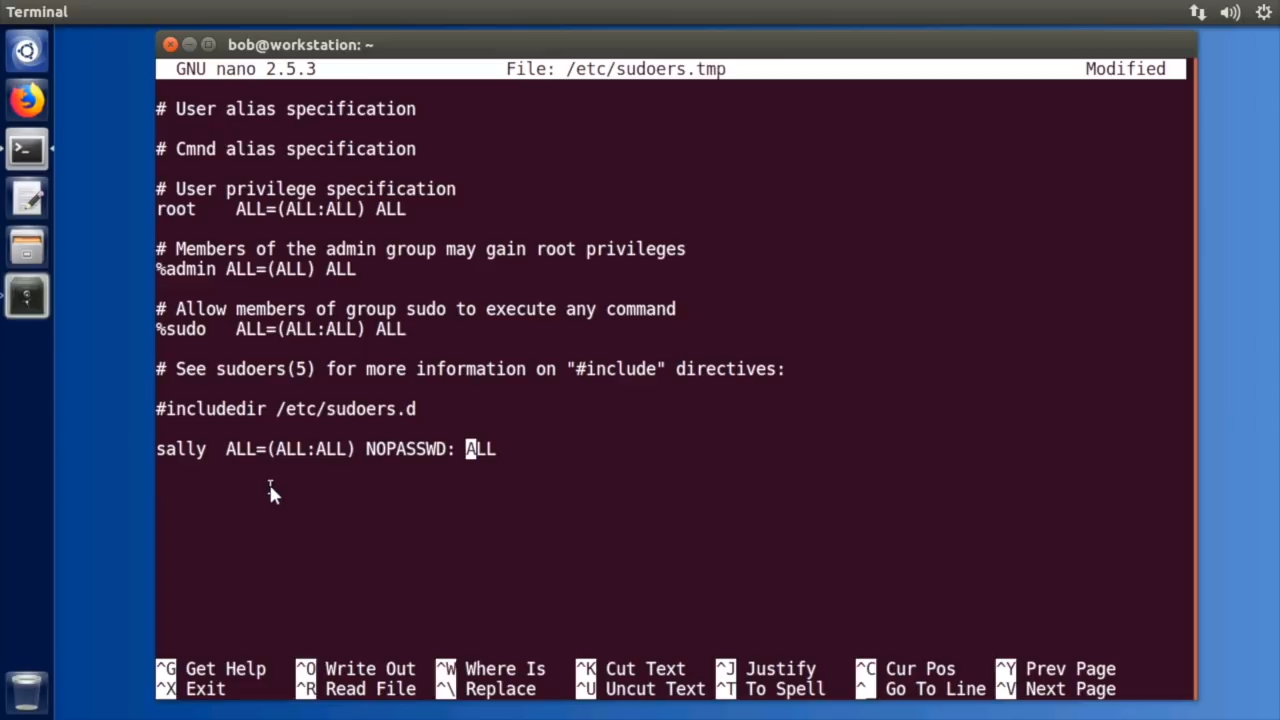 Terminal
bob@workstation: ~
GNU nano 2.5.3 File: /etc/sudoers.tmp Modified
# User alias specification
# Cmnd alias specification
# User privilege specification
root    ALL=(ALL:ALL) ALL
# Members of the admin group may gain root privileges
%admin ALL=(ALL) ALL
# Allow members of group sudo to execute any command
%sudo   ALL=(ALL:ALL) ALL
# See sudoers(5) for more information on "#include" directives:
#includedir /etc/sudoers.d
sally  ALL=(ALL:ALL) NOPASSWD: ALL
^G Get Help ^O Write Out ^W Where Is ^K Cut Text ^J Justify ^C Cur Pos ^Y Prev Page
^X Exit ^R Read File ^\ Replace ^U Uncut Text ^T To Spell ^_ Go To Line ^V Next Page